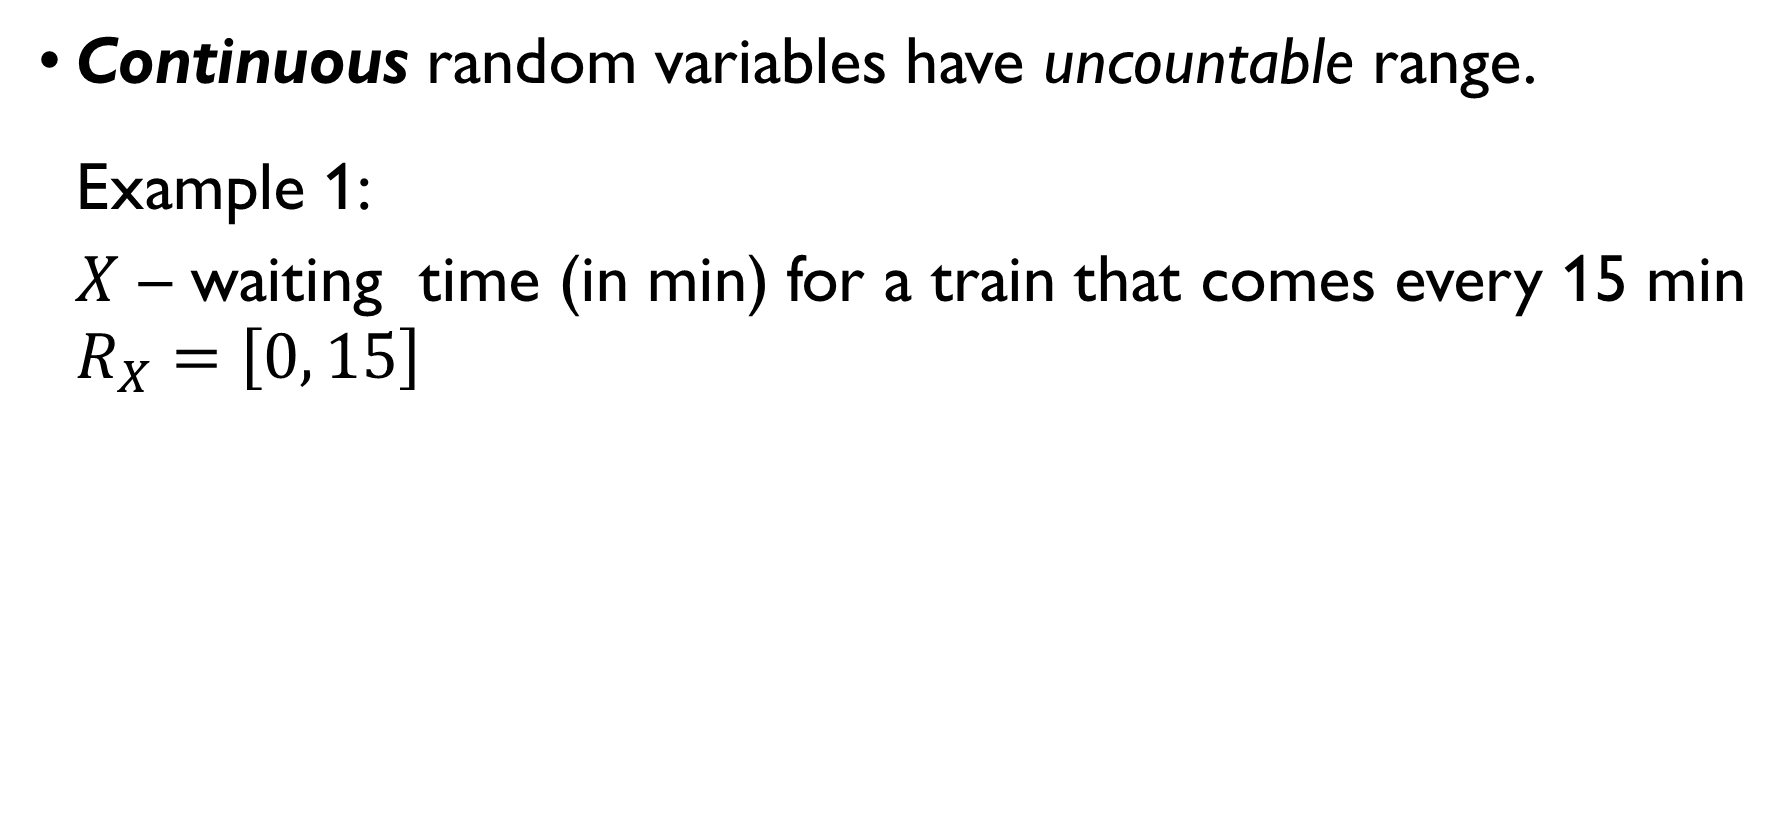 • Continuous random variables have uncountable range.
Example 1:
X – waiting  time (in min) for a train that comes every 15 min
R_X = [0, 15]